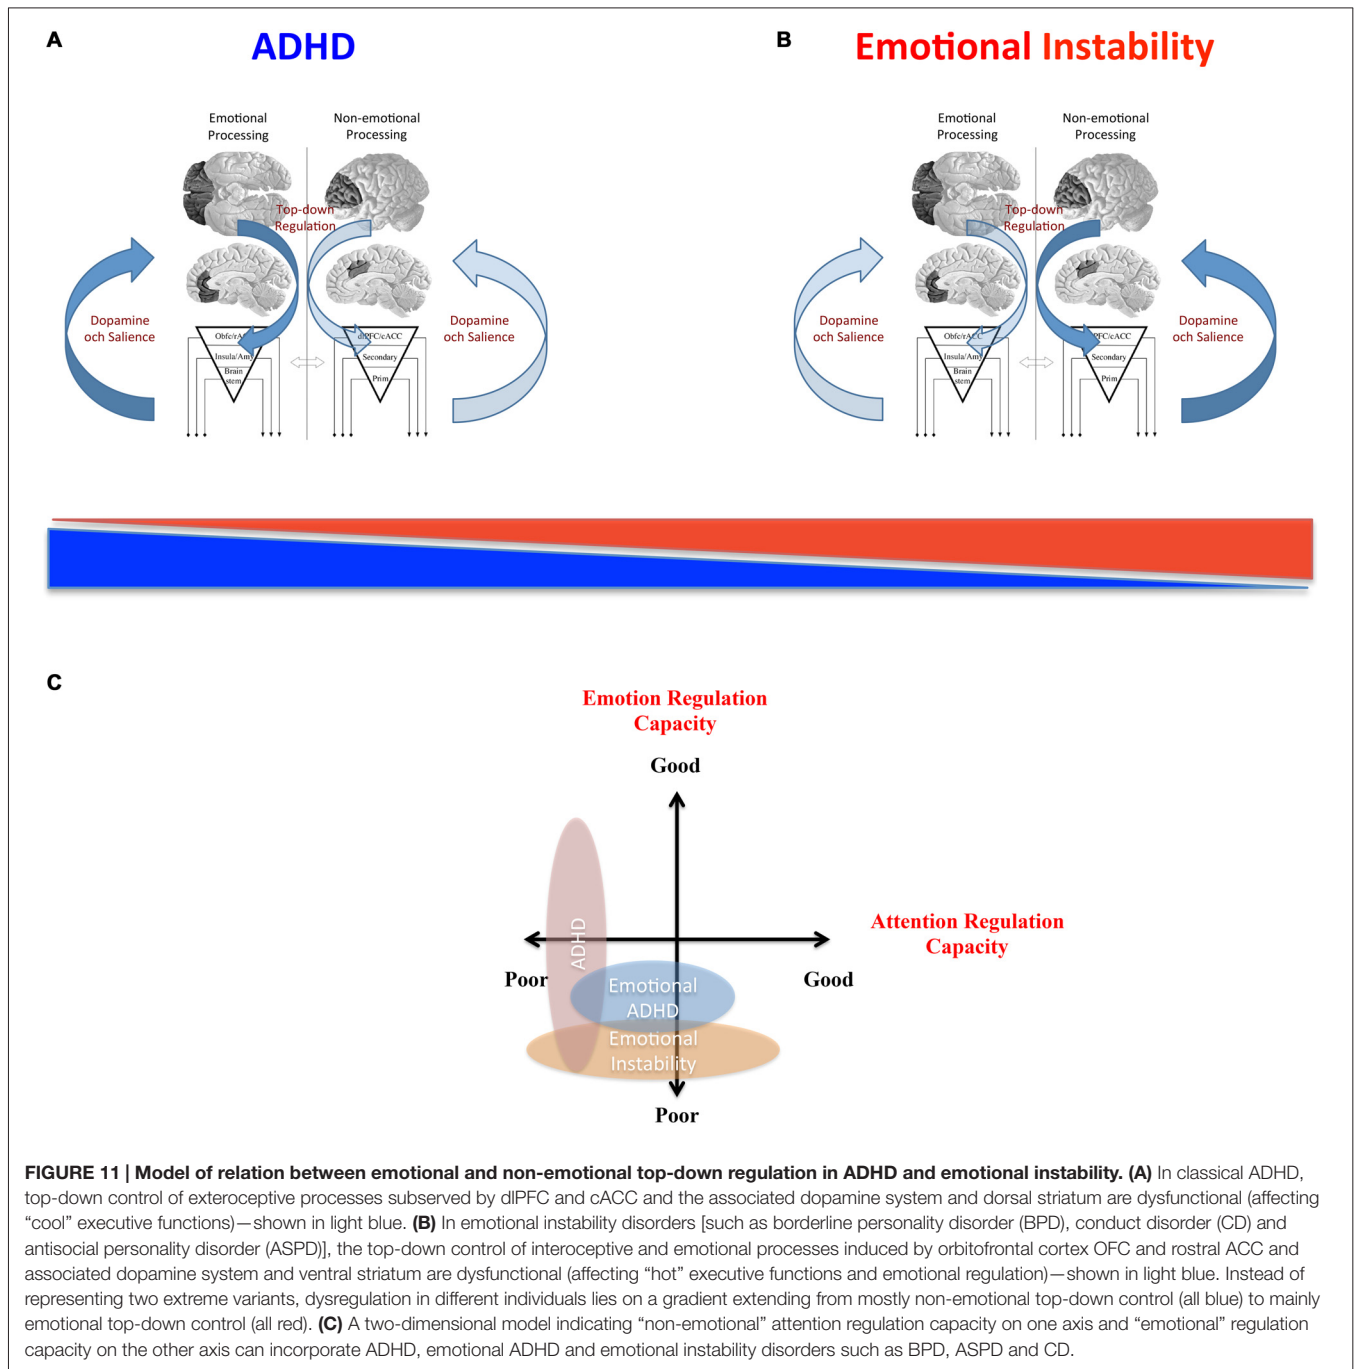 A
ADHD
B
Emotional Instability
Emotional
Processing
Non-emotional
Processing
Top-down
Regulation
Dopamine
och Salience
Dopamine
och Salience
Obfc/rACC
Insula/Amy
Brain
stem
dlPFC/cACC
Secondary
Prim
Emotional
Processing
Non-emotional
Processing
Top-down
Regulation
Dopamine
och Salience
Dopamine
och Salience
Insula/Amy
Brain
stem
Secondary
Prim
C
Emotion Regulation
Capacity
Good
Attention Regulation
Capacity
Poor
Good
ADHD
Emotional
ADHD
Emotional
Instability
Poor
FIGURE 11 | Model of relation between emotional and non-emotional top-down regulation in ADHD and emotional instability. (A) In classical ADHD,
top-down control of exteroceptive processes subserved by dlPFC and cACC and the associated dopamine system and dorsal striatum are dysfunctional (affecting
“cool” executive functions)—shown in light blue. (B) In emotional instability disorders [such as borderline personality disorder (BPD), conduct disorder (CD) and
antisocial personality disorder (ASPD)], the top-down control of interoceptive and emotional processes induced by orbitofrontal cortex OFC and rostral ACC and
associated dopamine system and ventral striatum are dysfunctional (affecting “hot” executive functions and emotional regulation)—shown in light blue. Instead of
representing two extreme variants, dysregulation in different individuals lies on a gradient extending from mostly non-emotional top-down control (all blue) to mainly
emotional top-down control (all red). (C) A two-dimensional model indicating “non-emotional” attention regulation capacity on one axis and “emotional” regulation
capacity on the other axis can incorporate ADHD, emotional ADHD and emotional instability disorders such as BPD, ASPD and CD.